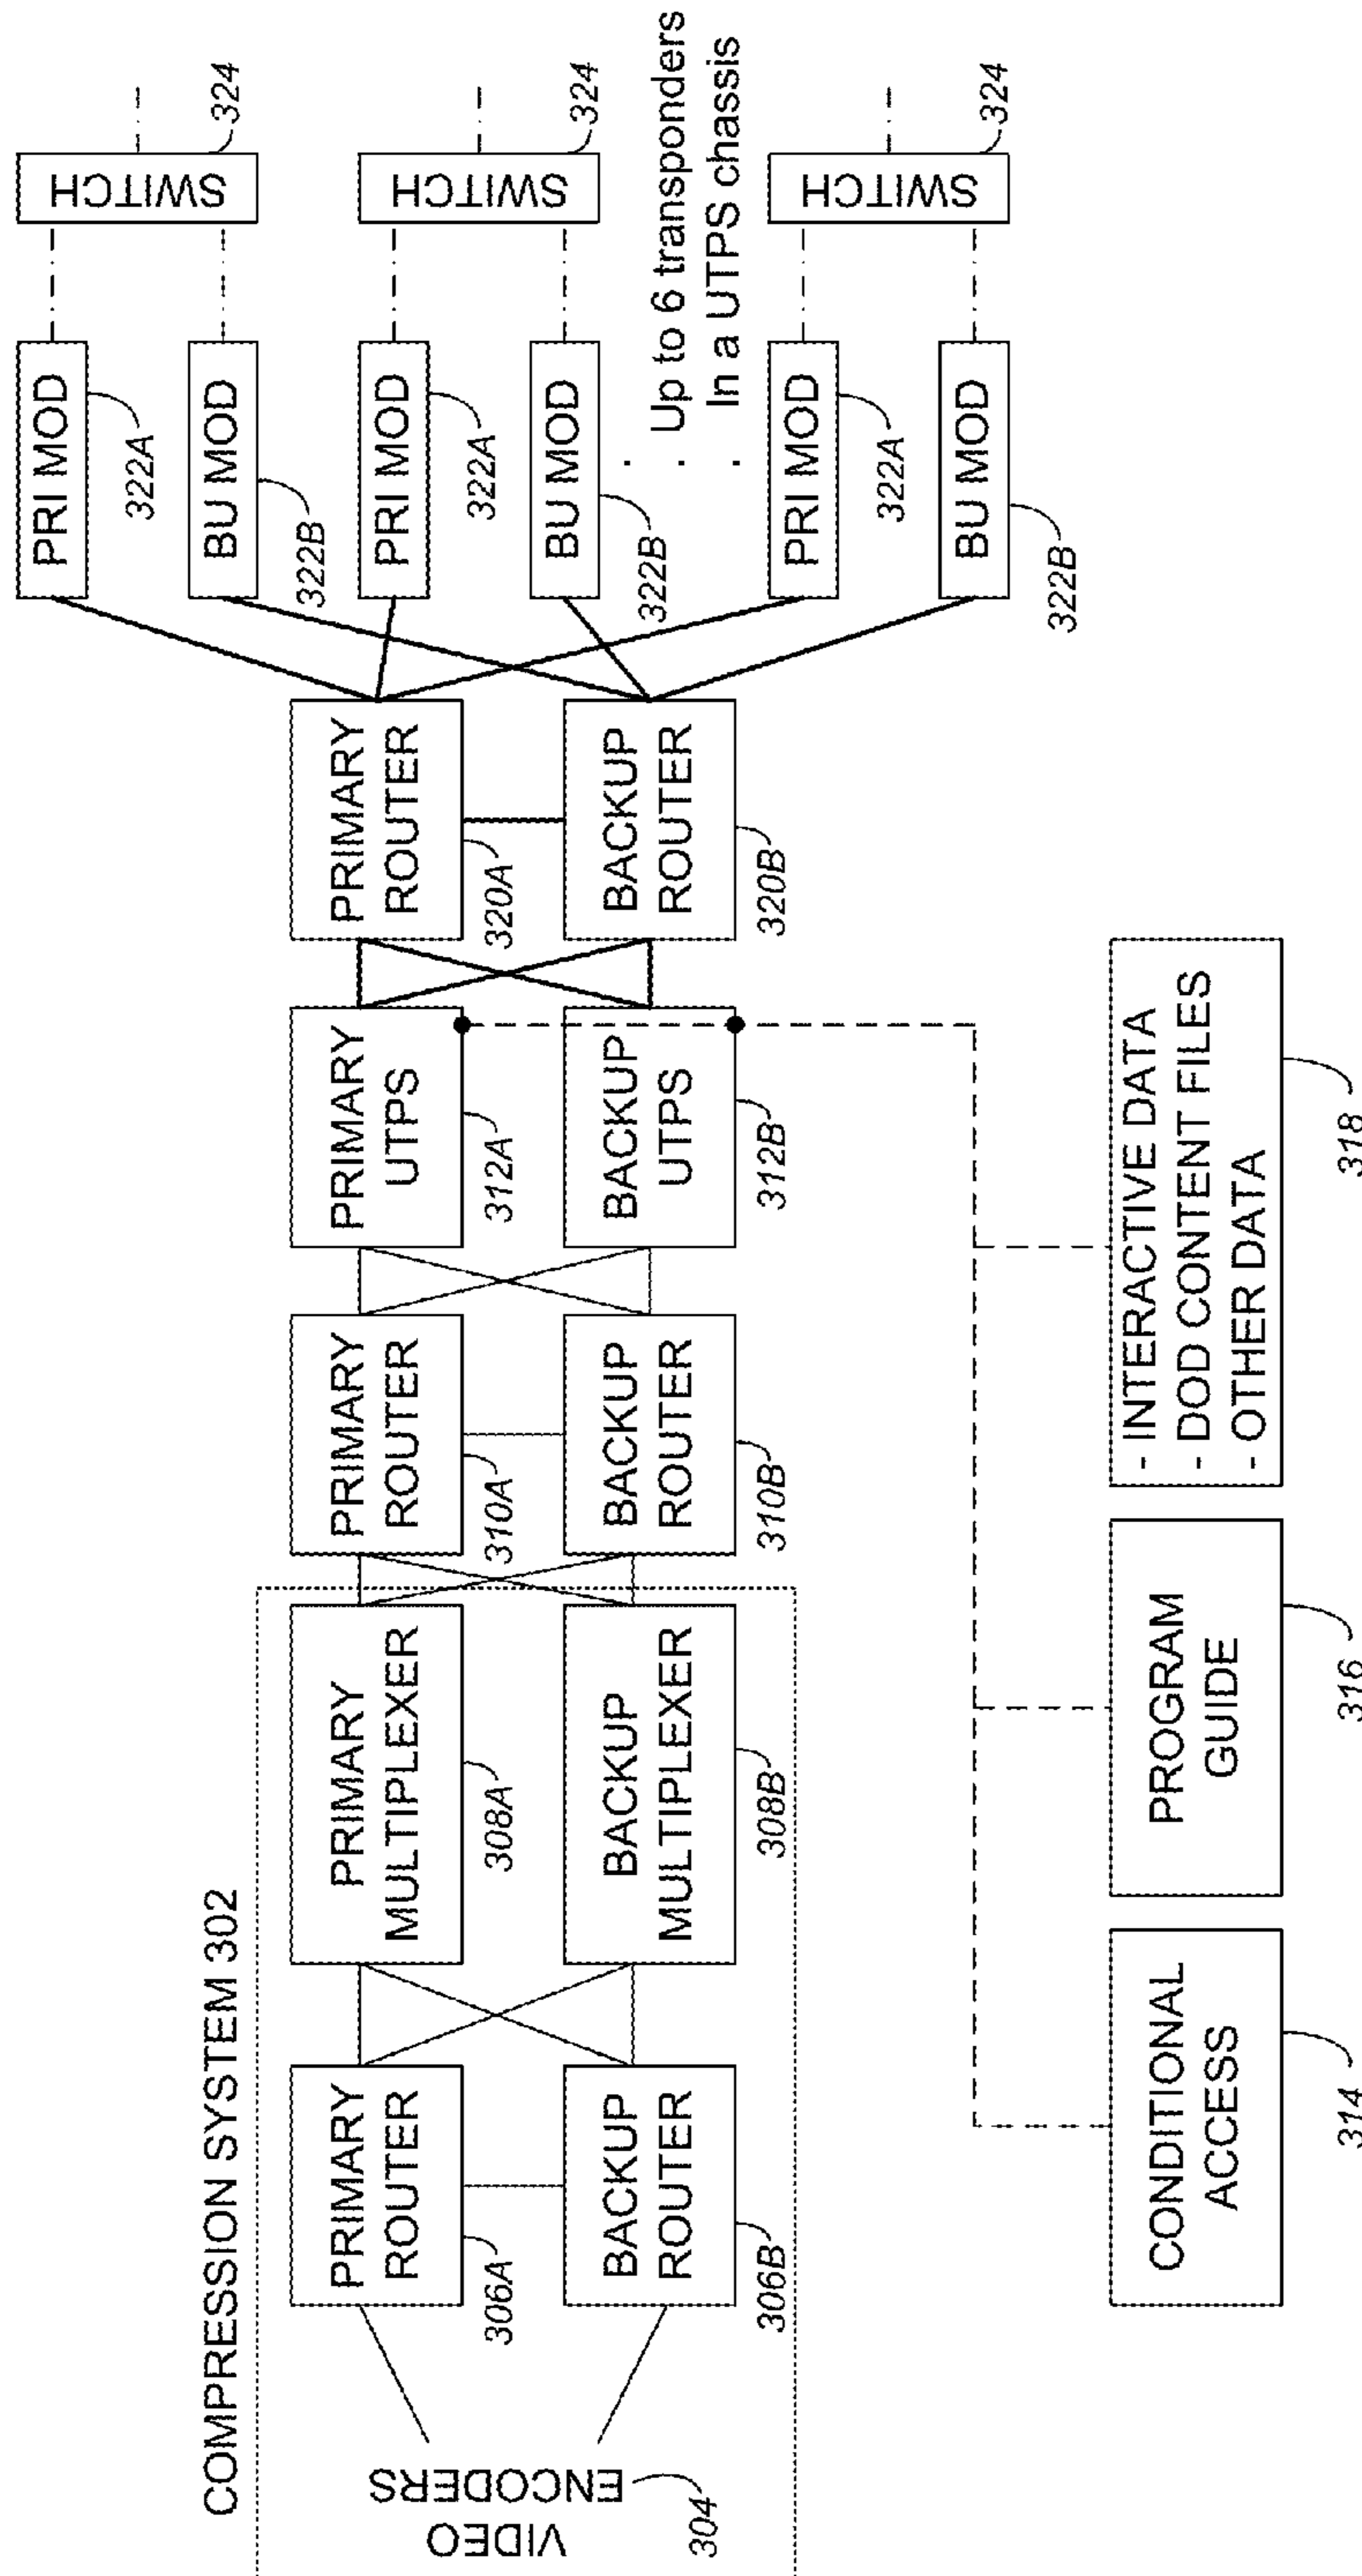 COMPRESSION SYSTEM 302
VIDEO
ENCODERS
304
PRIMARY
ROUTER
306A
BACKUP
ROUTER
306B
PRIMARY
MULTIPLEXER
308A
BACKUP
MULTIPLEXER
308B
PRIMARY
ROUTER
310A
BACKUP
ROUTER
310B
PRIMARY
UTPS
312A
BACKUP
UTPS
312B
PRIMARY
ROUTER
320A
BACKUP
ROUTER
320B
PRI MOD
322A
BU MOD
322B
PRI MOD
322A
BU MOD
322B
PRI MOD
322A
BU MOD
322B
SWITCH
324
SWITCH
324
SWITCH
324
Up to 6 transponders
In a UTPS chassis
CONDITIONAL
ACCESS
314
PROGRAM
GUIDE
316
- INTERACTIVE DATA
- DOD CONTENT FILES
- OTHER DATA
318